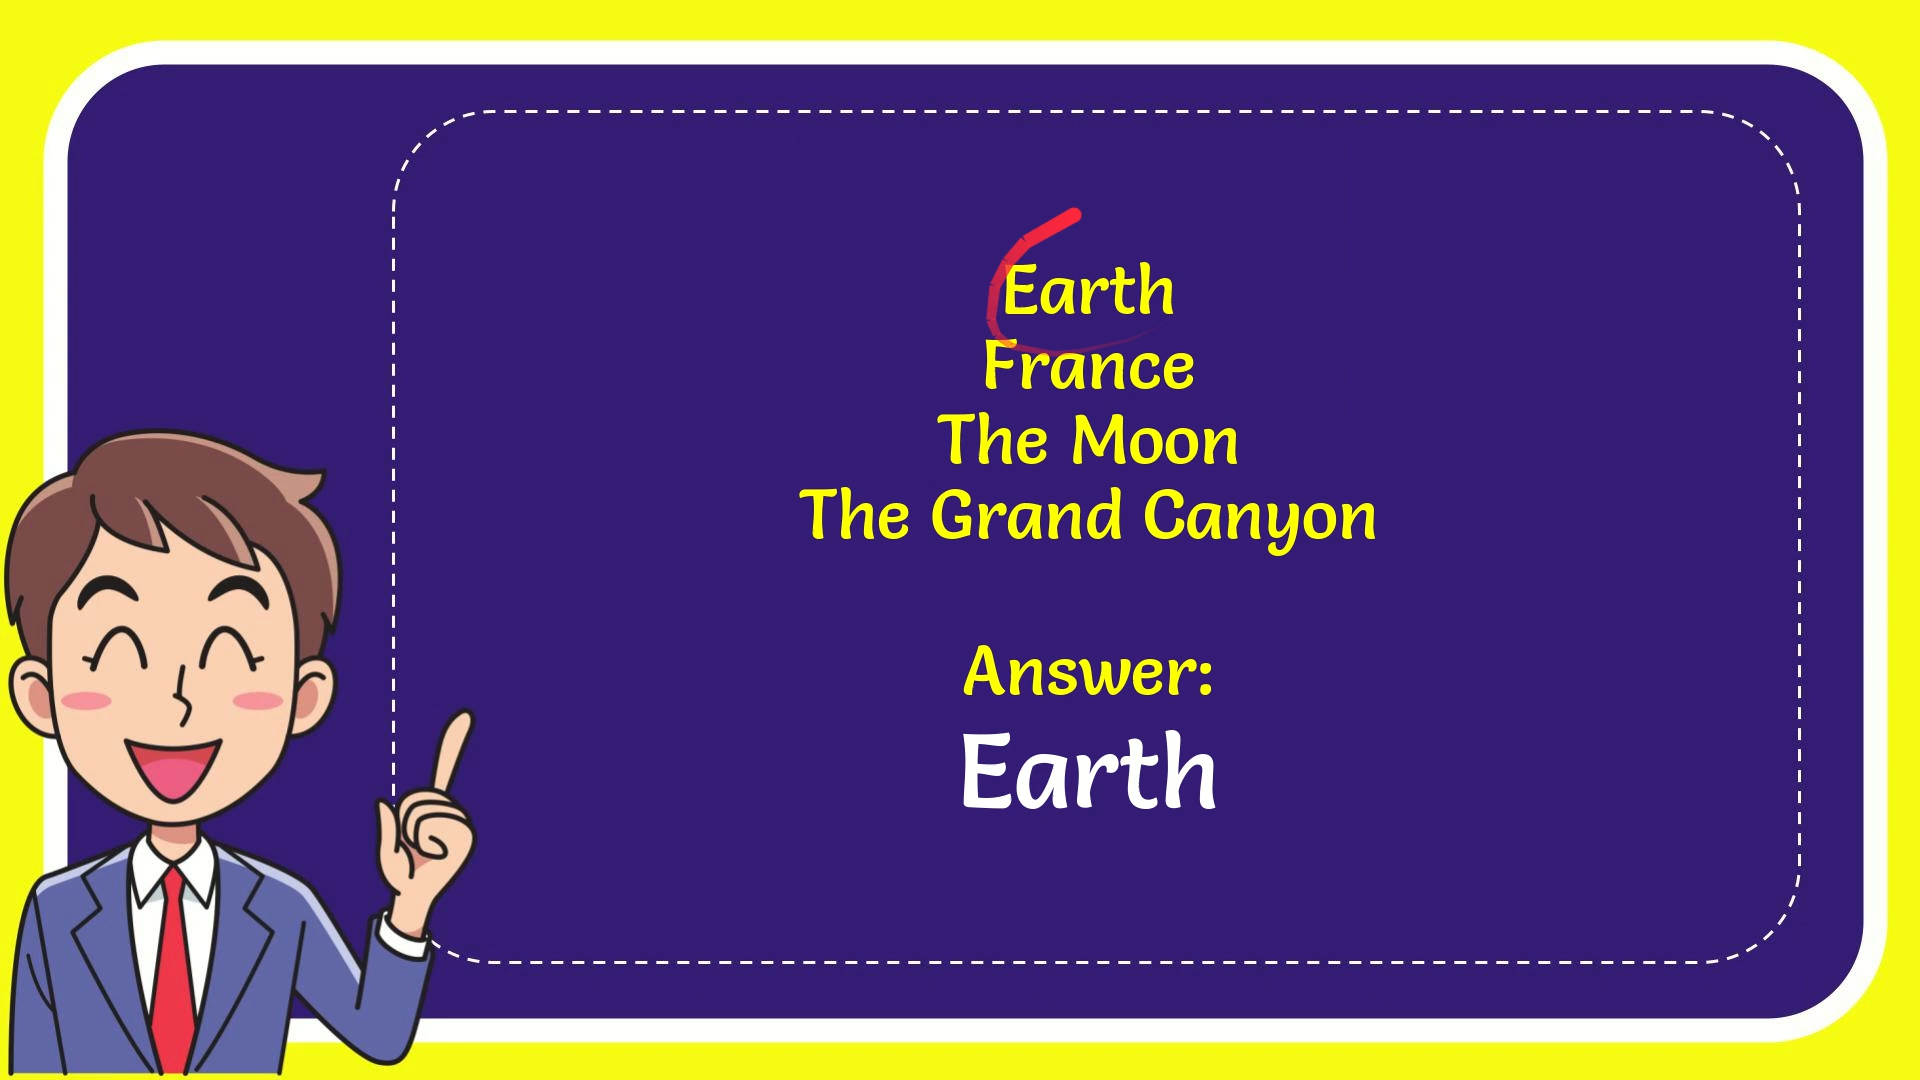 Earth
France
The Moon
The Grand Canyon
Answer:
Earth